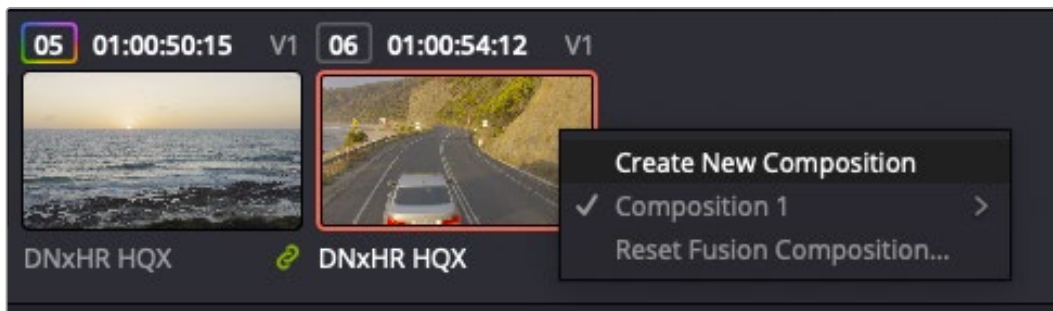 05 01:00:50:15 V1 06 01:00:54:12 V1
Create New Composition
✓ Composition 1 >
Reset Fusion Composition...
DNxHR HQX DNxHR HQX